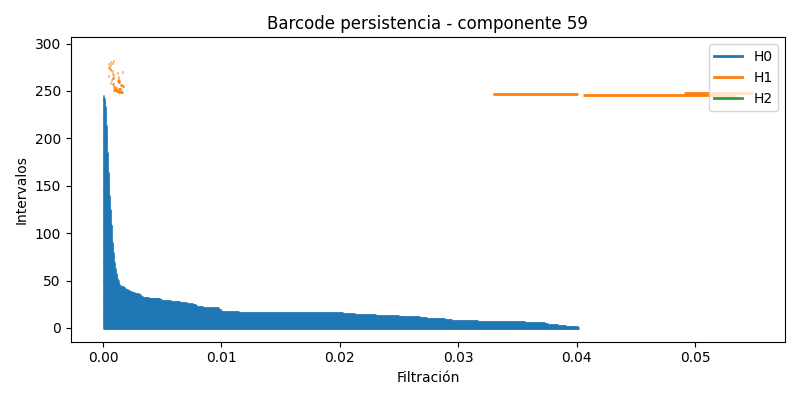 Barcode persistencia - componente 59
Intervalos
300
250
200
150
100
50
0
0.00 0.01 0.02 0.03 0.04 0.05
Filtración
H0
H1
H2